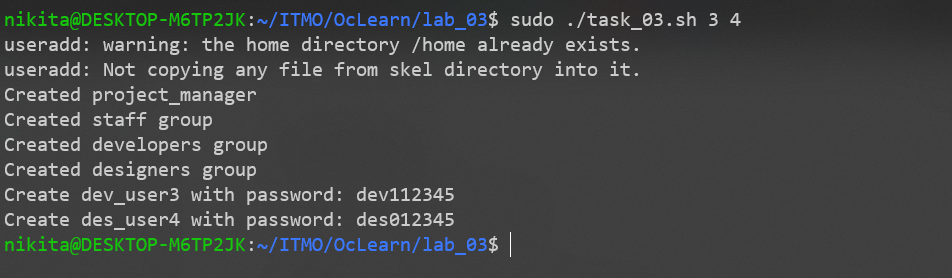 nikita@DESKTOP-M6TP2JK:~/ITMO/OcLearn/lab_03$ sudo ./task_03.sh 3 4
useradd: warning: the home directory /home already exists.
useradd: Not copying any file from skel directory into it.
Created project_manager
Created staff group
Created developers group
Created designers group
Create dev_user3 with password: dev112345
Create des_user4 with password: des012345
nikita@DESKTOP-M6TP2JK:~/ITMO/OcLearn/lab_03$